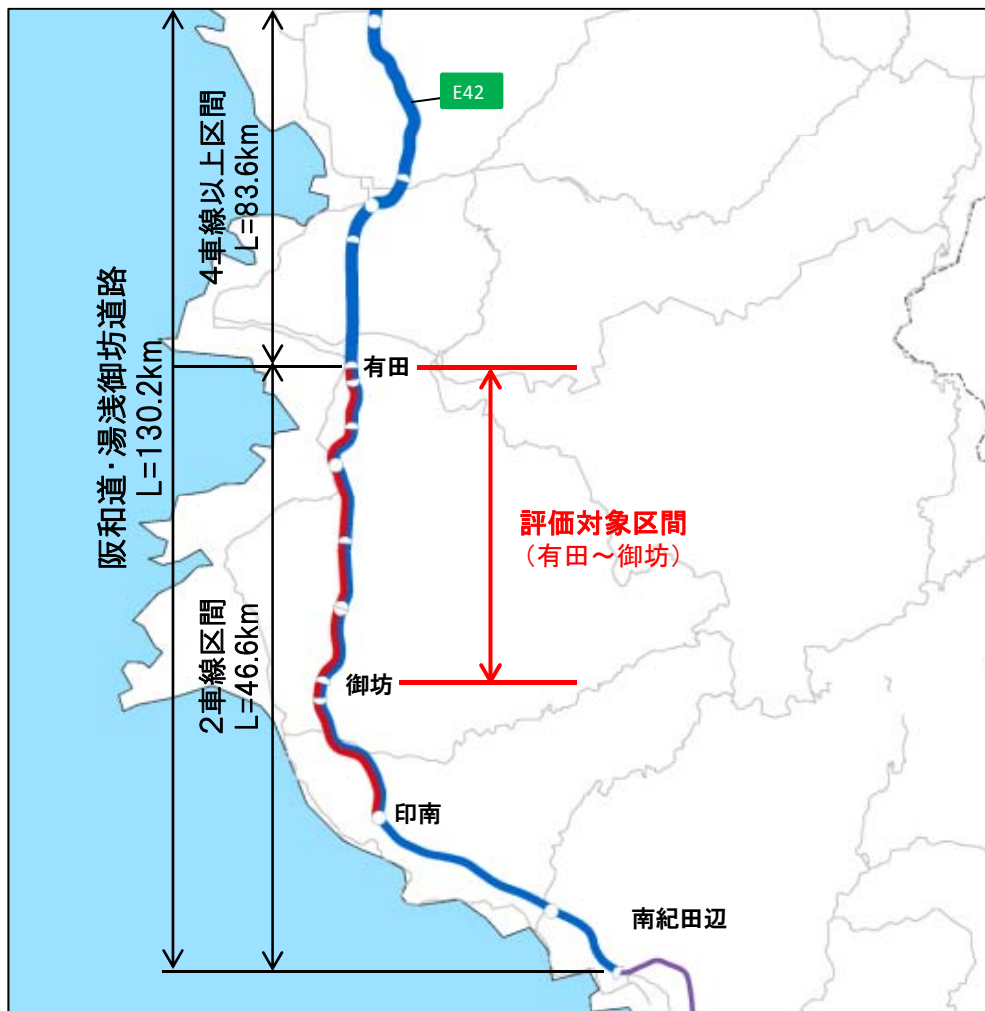 E42
4車線以上区間
L=83.6km
阪和道・湯浅御坊道路
L=130.2km
有田
評価対象区間
（有田～御坊）
2車線区間
L=46.6km
御坊
印南
南紀田辺